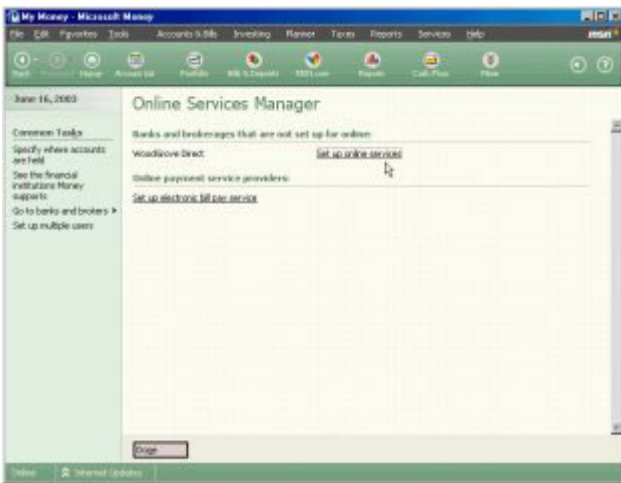 My Money - Microsoft Money
File Edit Favorites Tools Accounts & Bills Investing Planner Taxes Reports Services Help msn
Back Home Account List Portfolio Bills & Deposits MSN.com Reports Cash Flow More
June 16, 2003
Online Services Manager
Common Tasks
Specify where accounts are held
See the financial institutions Money supports
Go to banks and brokers
Set up multiple users
Banks and brokerages that are not set up for online:
WoodGrove Direct Set up online services
Online payment service providers:
Set up electronic bill pay service
Online Internet Updates